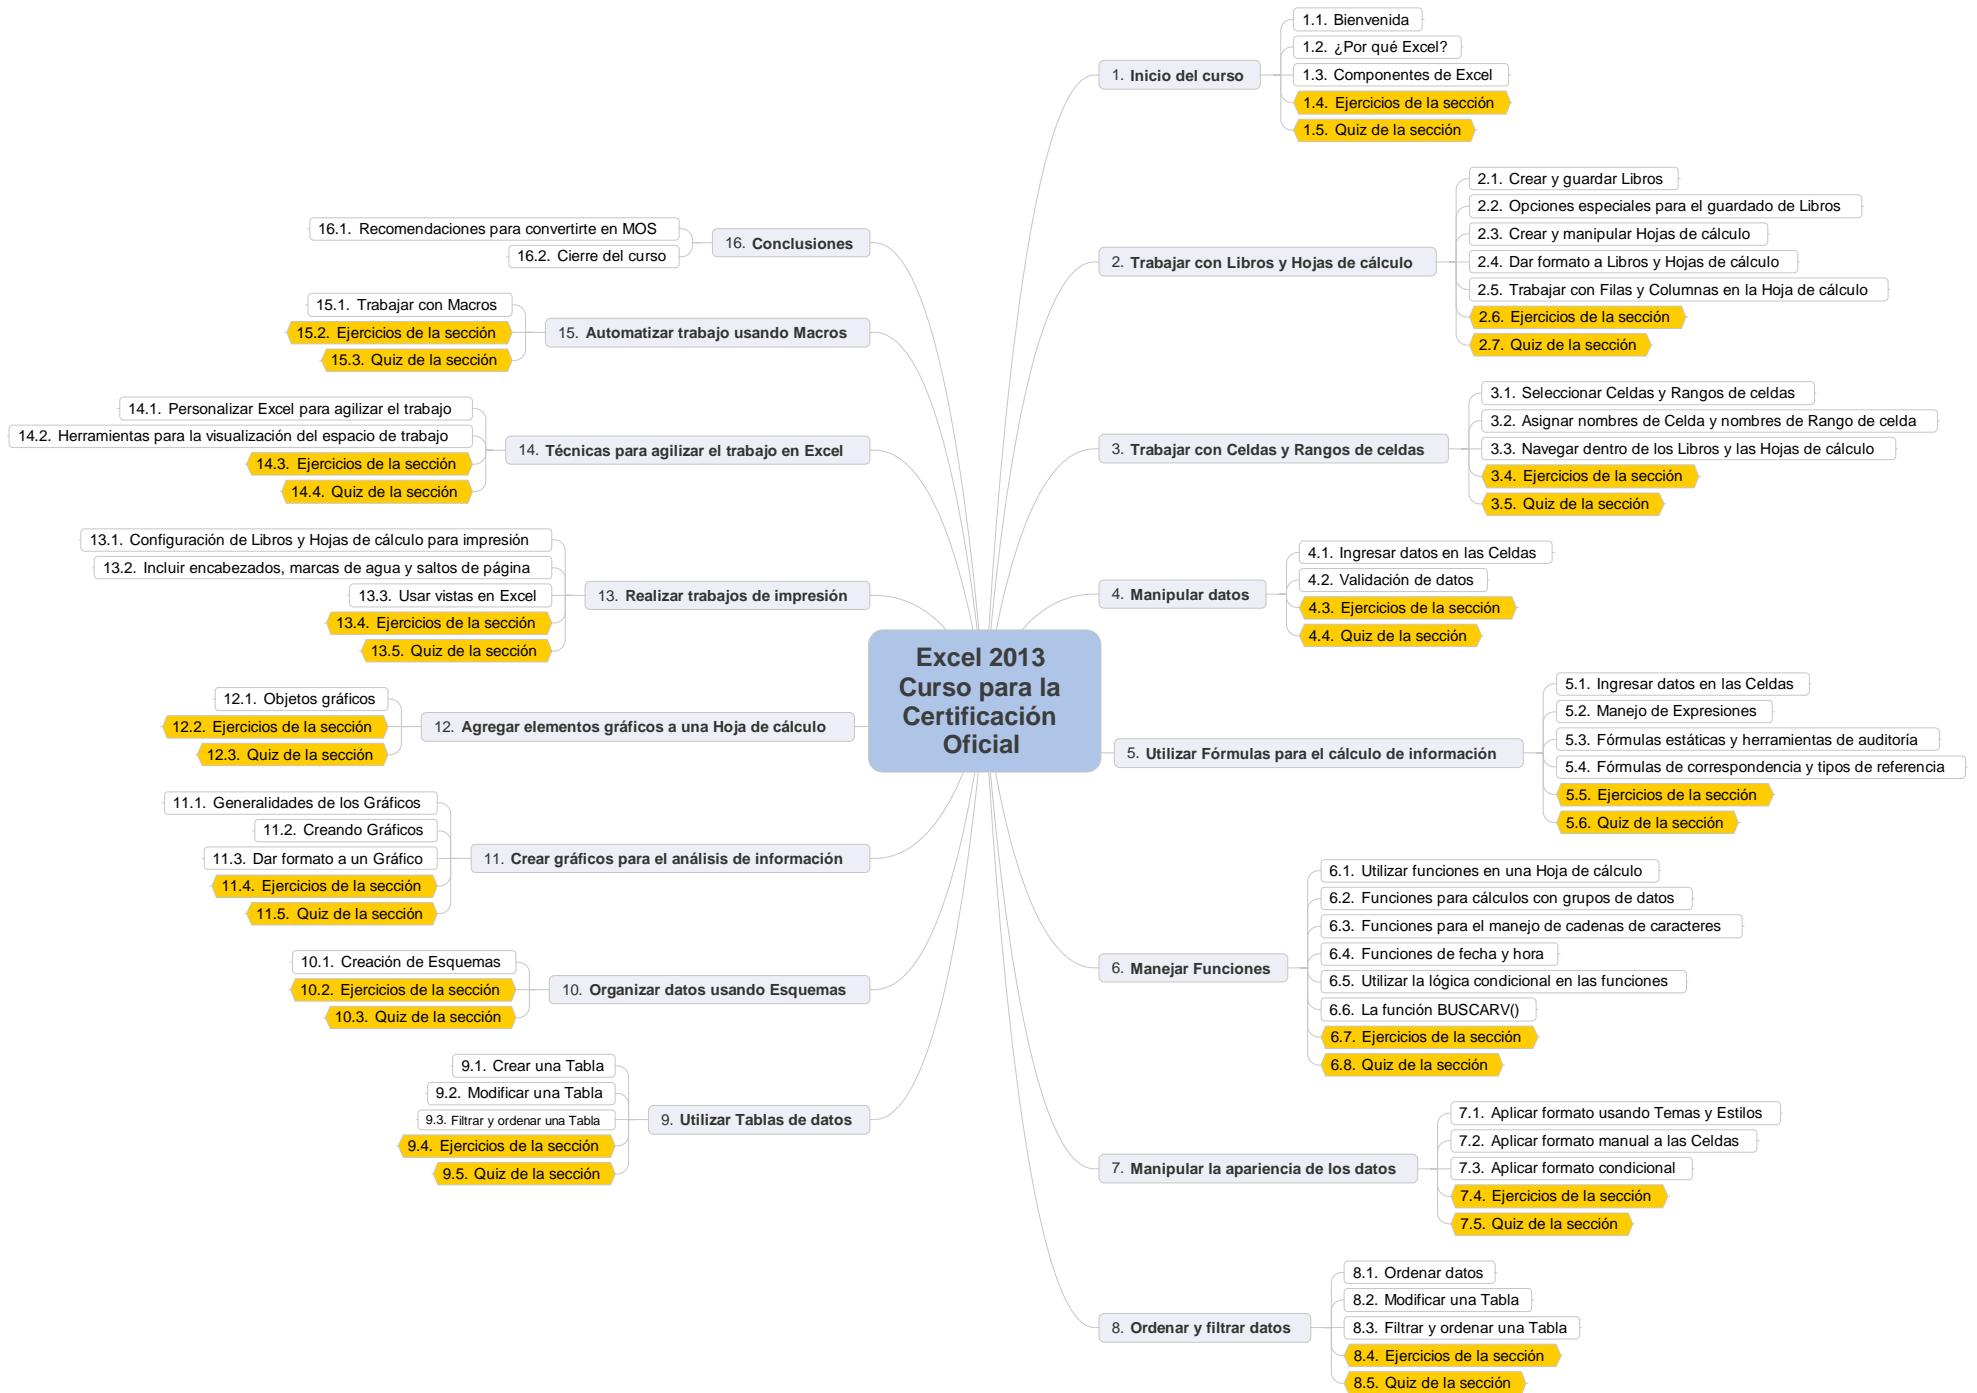 Excel 2013
Curso para la
Certificación
Oficial
1. Inicio del curso
1.1. Bienvenida
1.2. ¿Por qué Excel?
1.3. Componentes de Excel
1.4. Ejercicios de la sección
1.5. Quiz de la sección
2. Trabajar con Libros y Hojas de cálculo
2.1. Crear y guardar Libros
2.2. Opciones especiales para el guardado de Libros
2.3. Crear y manipular Hojas de cálculo
2.4. Dar formato a Libros y Hojas de cálculo
2.5. Trabajar con Filas y Columnas en la Hoja de cálculo
2.6. Ejercicios de la sección
2.7. Quiz de la sección
3. Trabajar con Celdas y Rangos de celdas
3.1. Seleccionar Celdas y Rangos de celdas
3.2. Asignar nombres de Celda y nombres de Rango de celda
3.3. Navegar dentro de los Libros y las Hojas de cálculo
3.4. Ejercicios de la sección
3.5. Quiz de la sección
4. Manipular datos
4.1. Ingresar datos en las Celdas
4.2. Validación de datos
4.3. Ejercicios de la sección
4.4. Quiz de la sección
5. Utilizar Fórmulas para el cálculo de información
5.1. Ingresar datos en las Celdas
5.2. Manejo de Expresiones
5.3. Fórmulas estáticas y herramientas de auditoría
5.4. Fórmulas de correspondencia y tipos de referencia
5.5. Ejercicios de la sección
5.6. Quiz de la sección
6. Manejar Funciones
6.1. Utilizar funciones en una Hoja de cálculo
6.2. Funciones para cálculos con grupos de datos
6.3. Funciones para el manejo de cadenas de caracteres
6.4. Funciones de fecha y hora
6.5. Utilizar la lógica condicional en las funciones
6.6. La función BUSCARV()
6.7. Ejercicios de la sección
6.8. Quiz de la sección
7. Manipular la apariencia de los datos
7.1. Aplicar formato usando Temas y Estilos
7.2. Aplicar formato manual a las Celdas
7.3. Aplicar formato condicional
7.4. Ejercicios de la sección
7.5. Quiz de la sección
8. Ordenar y filtrar datos
8.1. Ordenar datos
8.2. Modificar una Tabla
8.3. Filtrar y ordenar una Tabla
8.4. Ejercicios de la sección
8.5. Quiz de la sección
9. Utilizar Tablas de datos
9.1. Crear una Tabla
9.2. Modificar una Tabla
9.3. Filtrar y ordenar una Tabla
9.4. Ejercicios de la sección
9.5. Quiz de la sección
10. Organizar datos usando Esquemas
10.1. Creación de Esquemas
10.2. Ejercicios de la sección
10.3. Quiz de la sección
11. Crear gráficos para el análisis de información
11.1. Generalidades de los Gráficos
11.2. Creando Gráficos
11.3. Dar formato a un Gráfico
11.4. Ejercicios de la sección
11.5. Quiz de la sección
12. Agregar elementos gráficos a una Hoja de cálculo
12.1. Objetos gráficos
12.2. Ejercicios de la sección
12.3. Quiz de la sección
13. Realizar trabajos de impresión
13.1. Configuración de Libros y Hojas de cálculo para impresión
13.2. Incluir encabezados, marcas de agua y saltos de página
13.3. Usar vistas en Excel
13.4. Ejercicios de la sección
13.5. Quiz de la sección
14. Técnicas para agilizar el trabajo en Excel
14.1. Personalizar Excel para agilizar el trabajo
14.2. Herramientas para la visualización del espacio de trabajo
14.3. Ejercicios de la sección
14.4. Quiz de la sección
15. Automatizar trabajo usando Macros
15.1. Trabajar con Macros
15.2. Ejercicios de la sección
15.3. Quiz de la sección
16. Conclusiones
16.1. Recomendaciones para convertirte en MOS
16.2. Cierre del curso